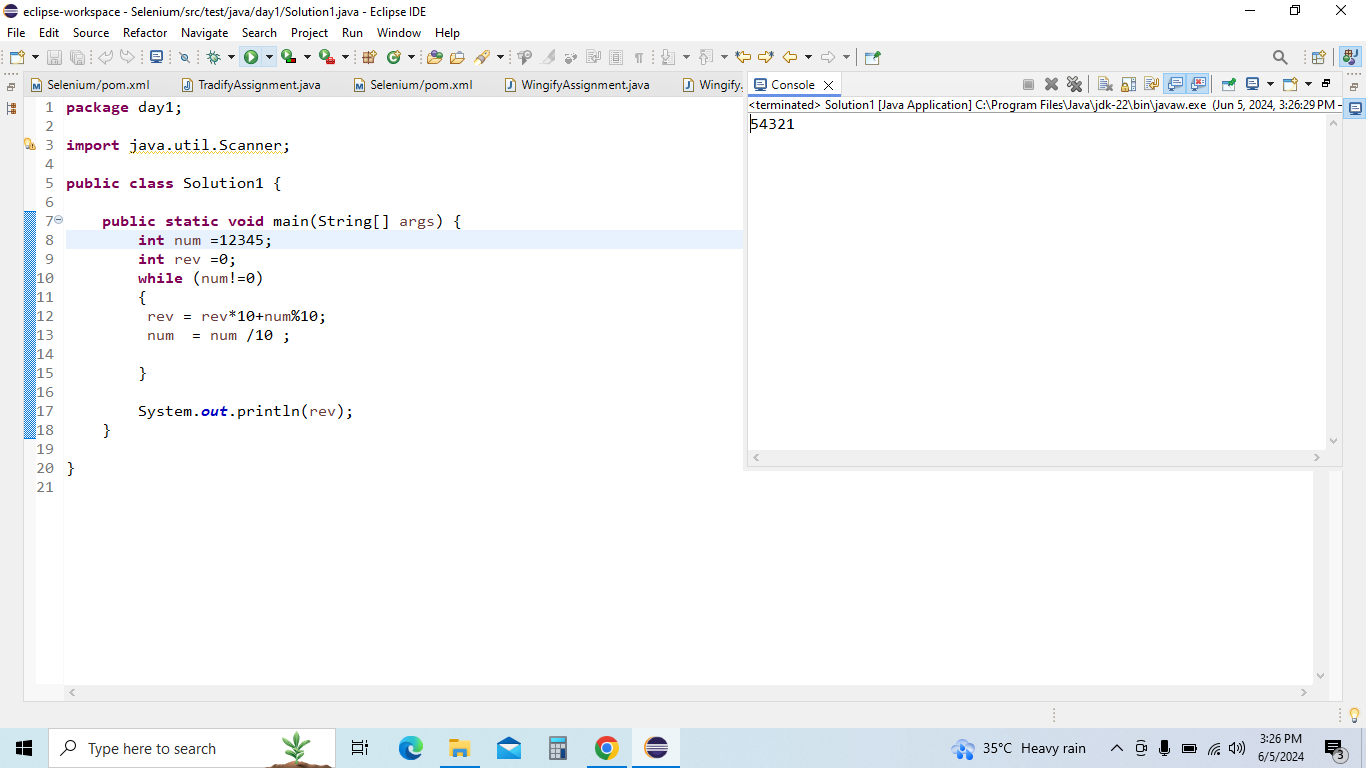 eclipse-workspace - Selenium/src/test/java/day1/Solution1.java - Eclipse IDE
File Edit Source Refactor Navigate Search Project Run Window Help
Selenium/pom.xml TradifyAssignment.java Selenium/pom.xml WingifyAssignment.java Wingify. Console
<terminated> Solution1 [Java Application] C:\Program Files\Java\jdk-22\bin\javaw.exe (Jun 5, 2024, 3:26:29 PM –
54321
1 package day1;
2
3 import java.util.Scanner;
4
5 public class Solution1 {
6
7 public static void main(String[] args) {
8 int num =12345;
9 int rev =0;
10 while (num!=0)
11 {
12 rev = rev*10+num%10;
13 num  = num /10 ;
14
15 }
16
17 System.out.println(rev);
18 }
19
20 }
21
Type here to search
35°C Heavy rain
3:26 PM
6/5/2024
3